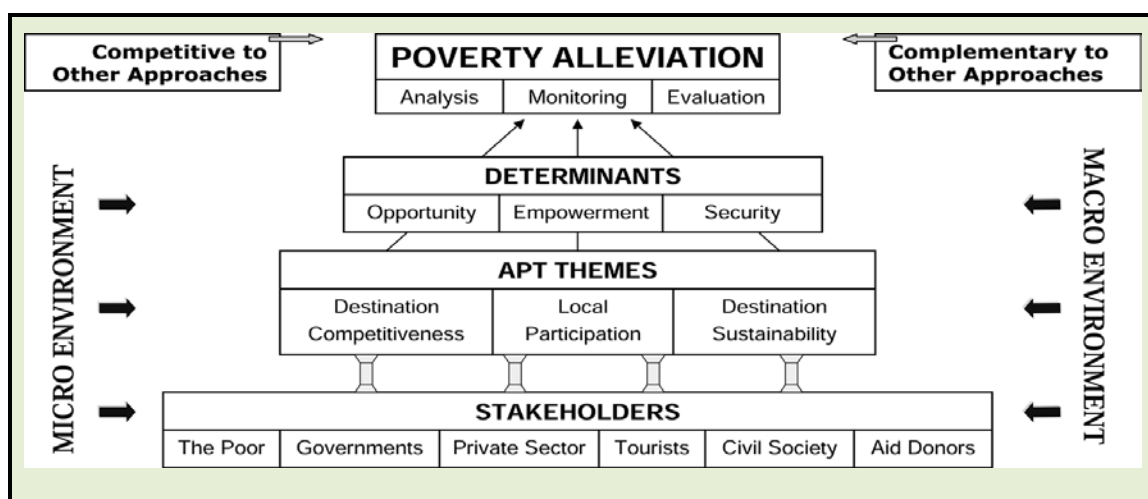 Competitive to
Other Approaches
POVERTY ALLEVIATION
Complementary to
Other Approaches
Analysis Monitoring Evaluation
MICRO ENVIRONMENT
DETERMINANTS
Opportunity Empowerment Security
APT THEMES
Destination
Competitiveness
Local
Participation
Destination
Sustainability
STAKEHOLDERS
The Poor Governments Private Sector Tourists Civil Society Aid Donors
MACRO ENVIRONMENT